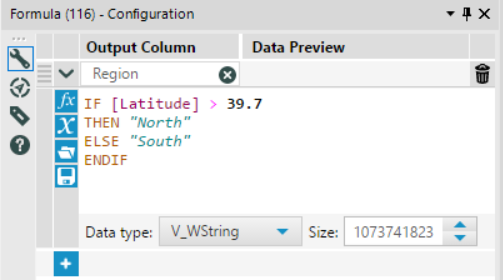 Formula (116) - Configuration
Output Column Data Preview
Region
fx IF [Latitude] > 39.7
X THEN "North"
ELSE "South"
ENDIF
Data type: V_WString Size: 1073741823